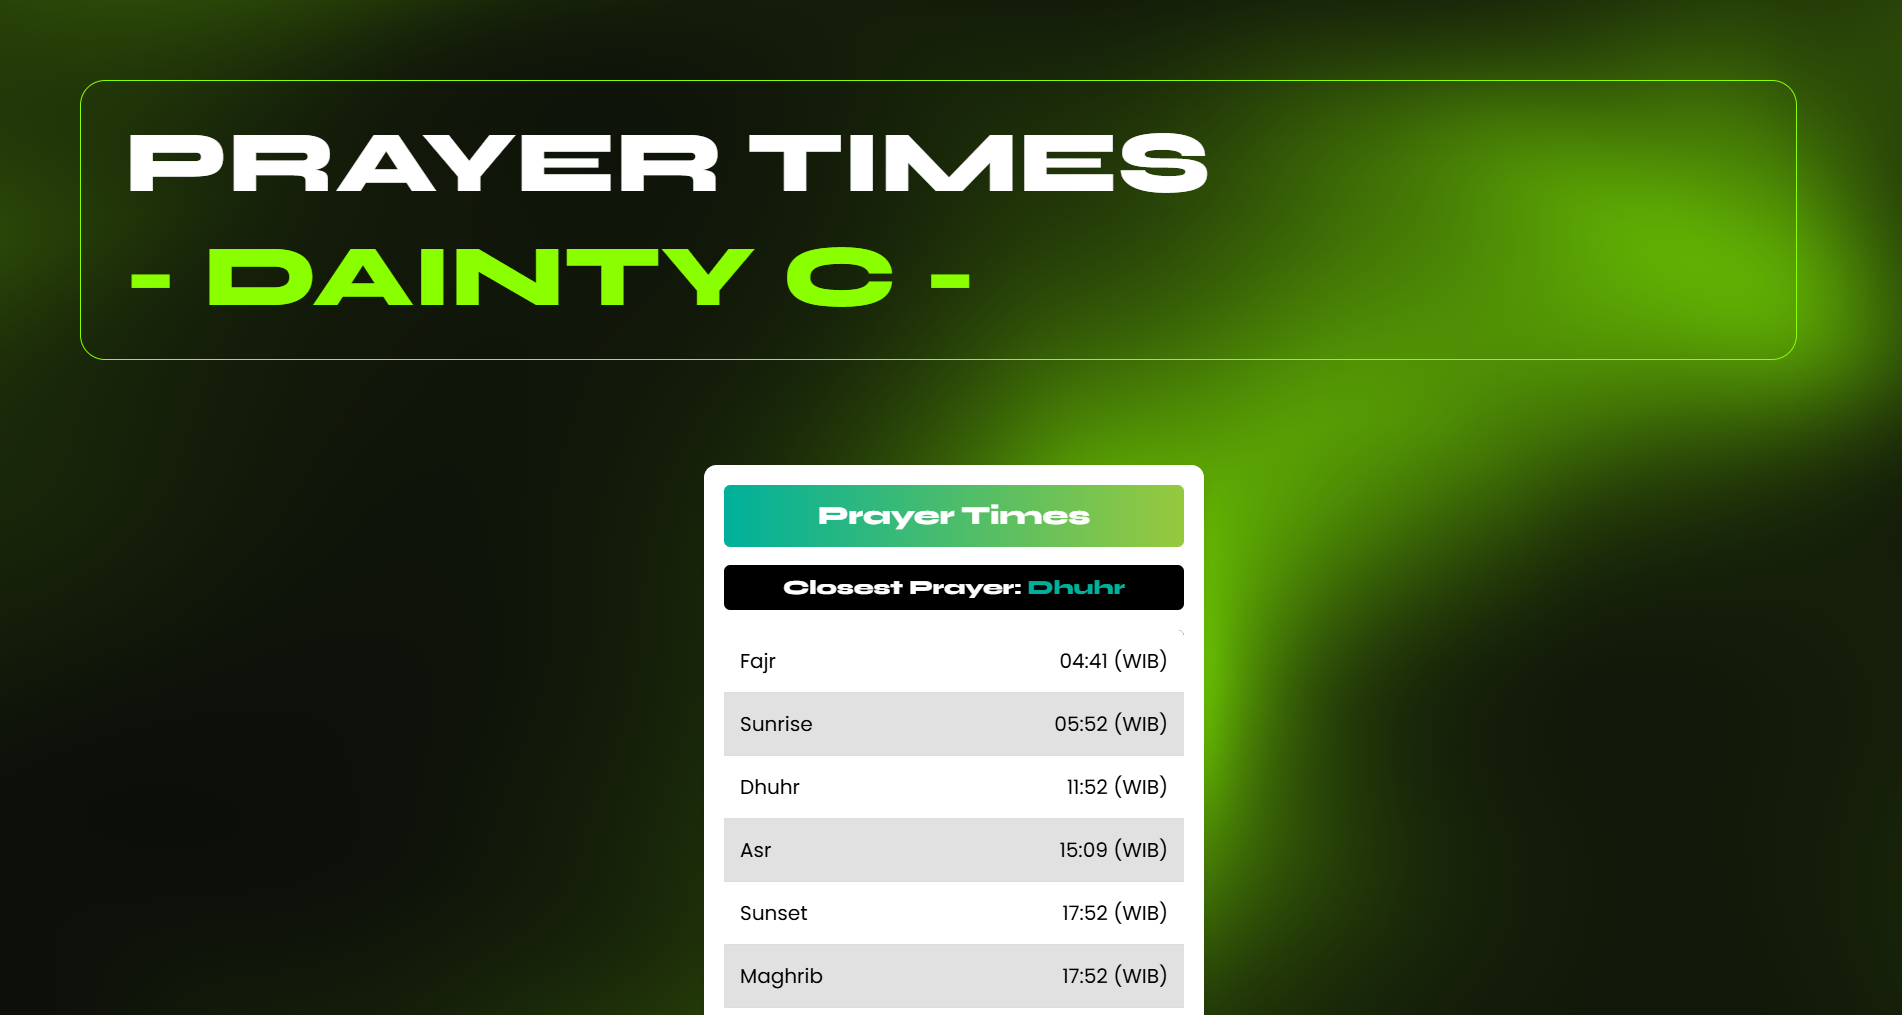 PRAYER TIMES
- DAINTY C -
Prayer Times
Closest Prayer: Dhuhr
Fajr 04:41 (WIB)
Sunrise 05:52 (WIB)
Dhuhr 11:52 (WIB)
Asr 15:09 (WIB)
Sunset 17:52 (WIB)
Maghrib 17:52 (WIB)